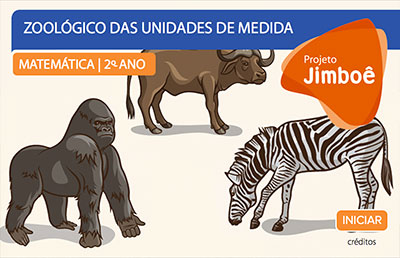 ZOOLÓGICO DAS UNIDADES DE MEDIDA
MATEMÁTICA | 2º ANO
Projeto
Jimboê
INICIAR
créditos